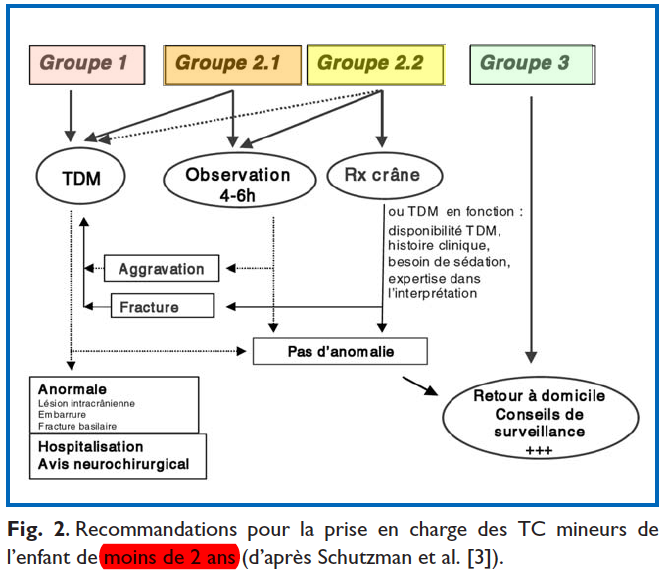 Groupe 1
Groupe 2.1
Groupe 2.2
Groupe 3
TDM
Observation
4-6h
Rx crâne
ou TDM en fonction :
disponibilité TDM,
histoire clinique,
besoin de sédation,
expertise dans
l'interprétation
Aggravation
Fracture
Pas d'anomalie
Anormale
Lésion intracrânienne
Embarrure
Fracture basilaire
Hospitalisation
Avis neurochirurgical
Retour à domicile
Conseils de
surveillance
+++
Fig. 2. Recommandations pour la prise en charge des TC mineurs de
l'enfant de moins de 2 ans (d'après Schutzman et al. [3]).